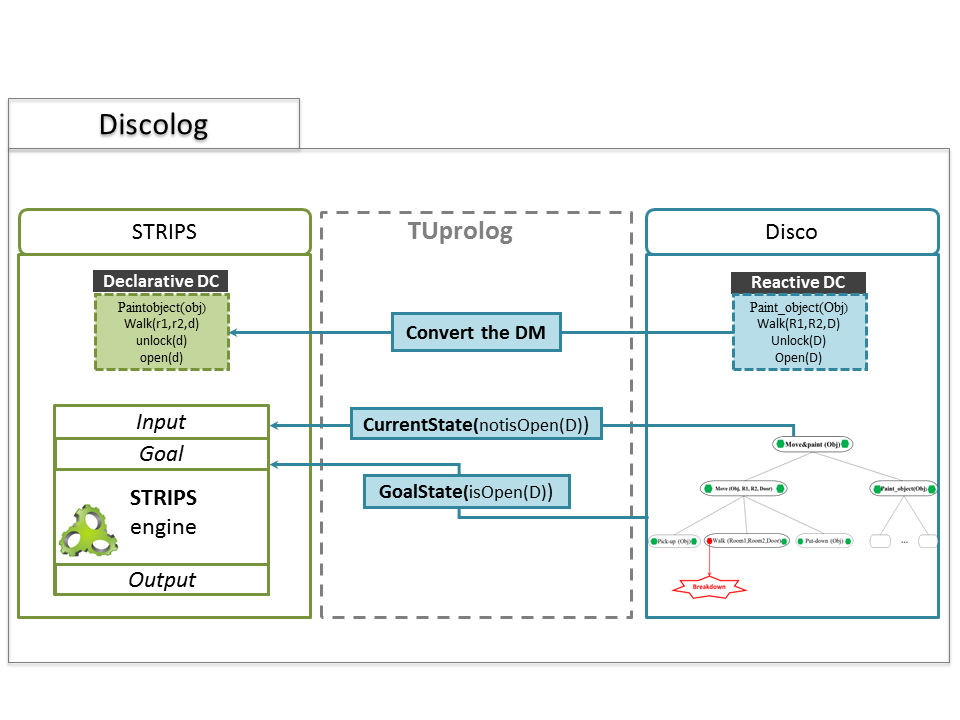 Discolog
STRIPS
TUprolog
Disco
Declarative DC
Paintobject(obj)
Walk(r1,r2,d)
unlock(d)
open(d)
Reactive DC
Paint_object(Obj)
Walk(R1,R2,D)
Unlock(D)
Open(D)
Convert the DM
CurrentState(notisOpen(D))
GoalState(isOpen(D))
Input
Goal
STRIPS
engine
Output
Move&paint (Obj)
Move (Obj, R1, R2, Door)
Paint_object(Obj)
Pick-up (Obj)
Walk (Room1,Room2,Door)
Put-down (Obj)
...
Breakdown